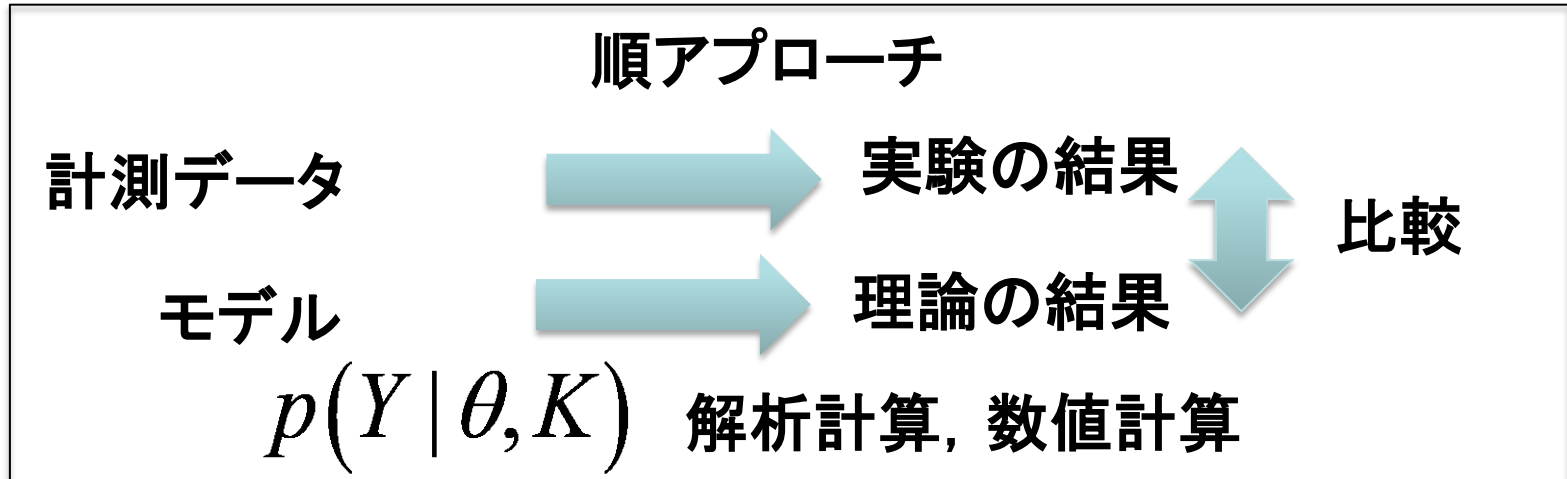 順アプローチ
計測データ
実験の結果
比較
モデル
理論の結果
p(Y | θ, K)
解析計算，数値計算